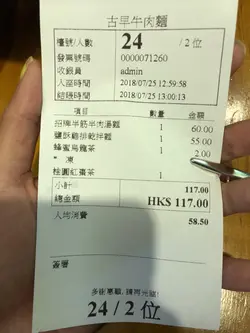 古早牛肉麵
檯號/人數 24 / 2 位
發票號碼 0000071260
收銀員 admin
入座時間 2018/07/25 12:59:58
結賬時間 2018/07/25 13:00:13
項目 數量 金額
招牌半筋半肉湯麵 1 60.00
鹽酥雞排乾拌麵 1 55.00
蜂蜜烏龍茶 1 2.00
* 凍
桂圓紅棗茶 1
小計: 117.00
總金額 HK$ 117.00
人均消費 58.50
簽署
多謝惠顧, 請再光臨!
24 / 2 位